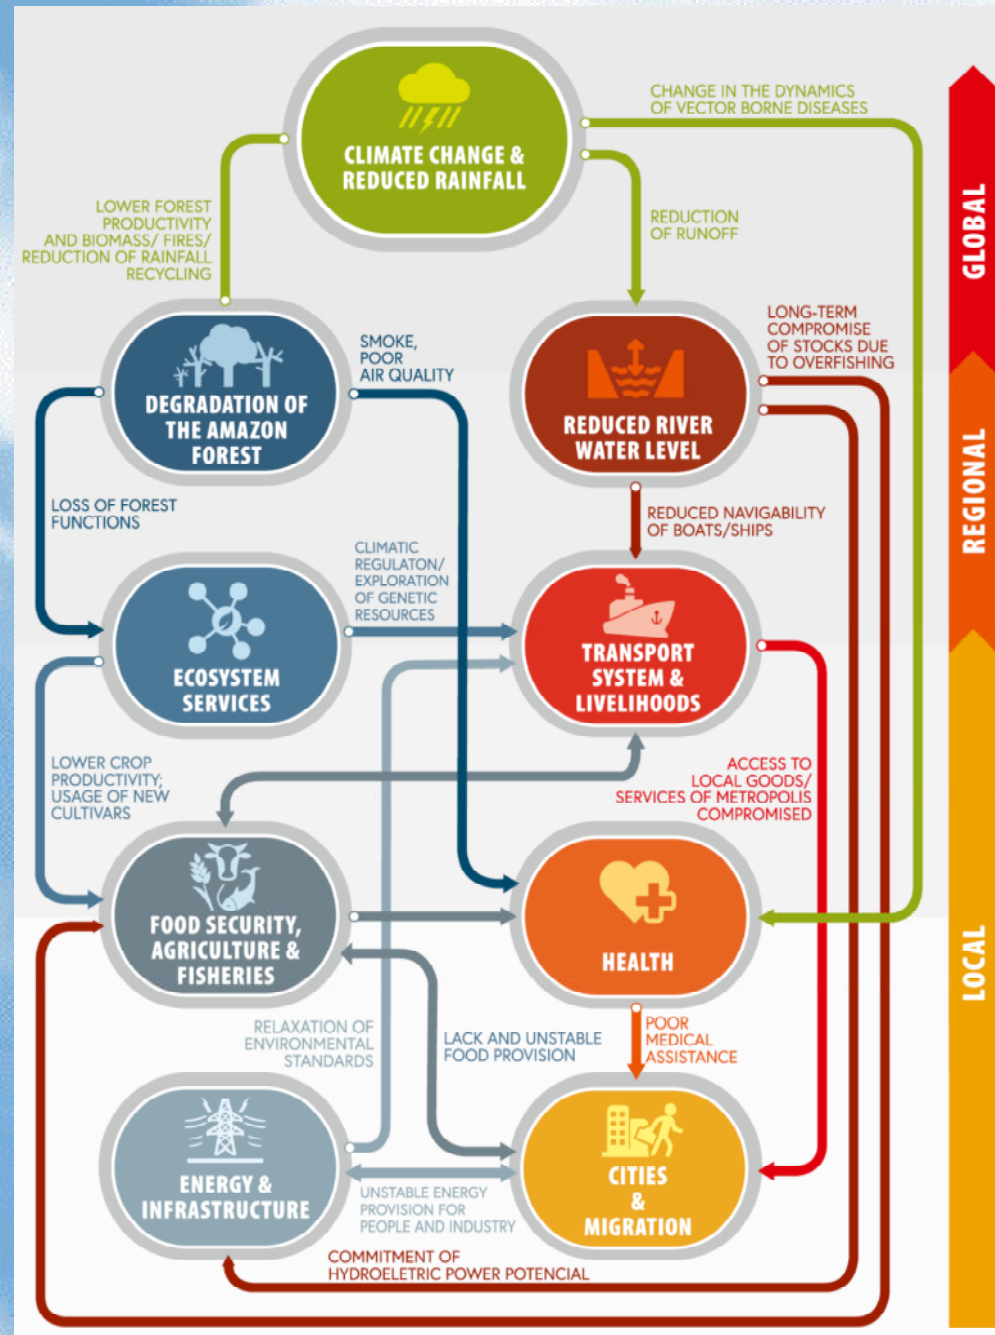 CHANGE IN THE DYNAMICS
OF VECTOR BORNE DISEASES
CLIMATE CHANGE &
REDUCED RAINFALL
LOWER FOREST
PRODUCTIVITY
AND BIOMASS/ FIRES/
REDUCTION OF RAINFALL
RECYCLING
REDUCTION
OF RUNOFF
GLOBAL
LONG-TERM
COMPROMISE
OF STOCKS DUE
TO OVERFISHING
SMOKE,
POOR
AIR QUALITY
DEGRADATION OF
THE AMAZON
FOREST
REDUCED RIVER
WATER LEVEL
REGIONAL
LOSS OF FOREST
FUNCTIONS
REDUCED NAVIGABILITY
OF BOATS/SHIPS
CLIMATIC
REGULATON/
EXPLORATION
OF GENETIC
RESOURCES
ECOSYSTEM
SERVICES
TRANSPORT
SYSTEM &
LIVELIHOODS
LOWER CROP
PRODUCTIVITY;
USAGE OF NEW
CULTIVARS
ACCESS TO
LOCAL GOODS/
SERVICES OF METROPOLIS
COMPROMISED
FOOD SECURITY,
AGRICULTURE &
FISHERIES
HEALTH
LOCAL
RELAXATION OF
ENVIRONMENTAL
STANDARDS
LACK AND UNSTABLE
FOOD PROVISION
POOR
MEDICAL
ASSISTANCE
ENERGY &
INFRASTRUCTURE
UNSTABLE ENERGY
PROVISION FOR
PEOPLE AND INDUSTRY
CITIES
&
MIGRATION
COMMITMENT OF
HYDROELETRIC POWER POTENCIAL